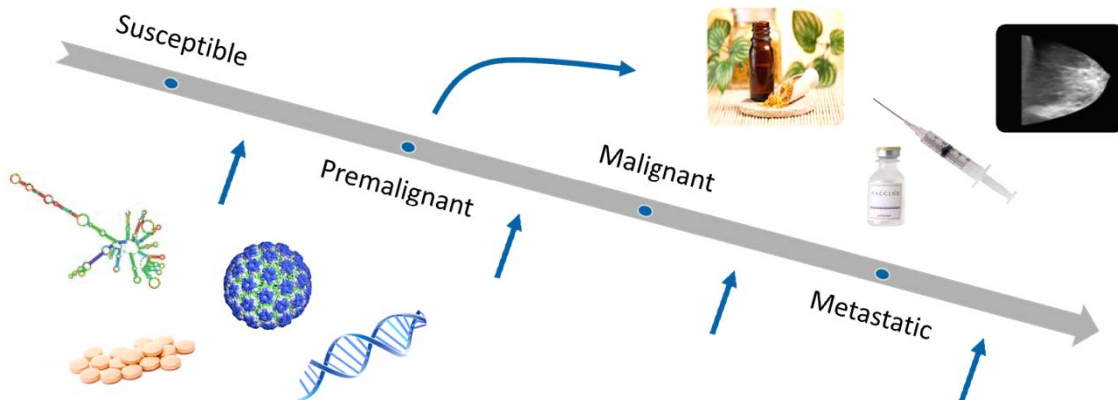 Susceptible
Premalignant
Malignant
Metastatic
VACCINE